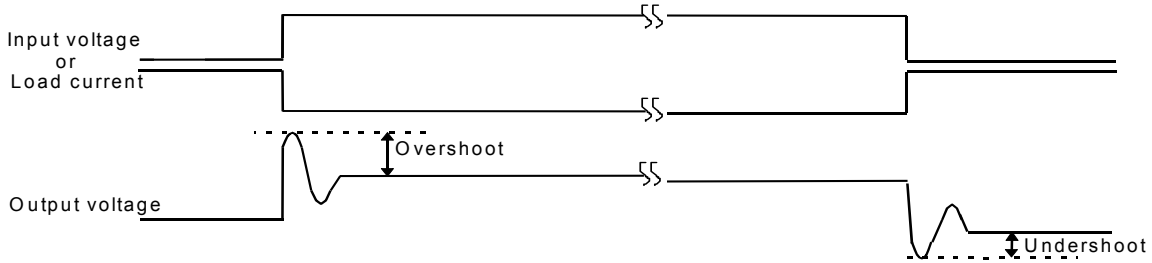 Input voltage
or
Load current
Overshoot
Output voltage
Undershoot